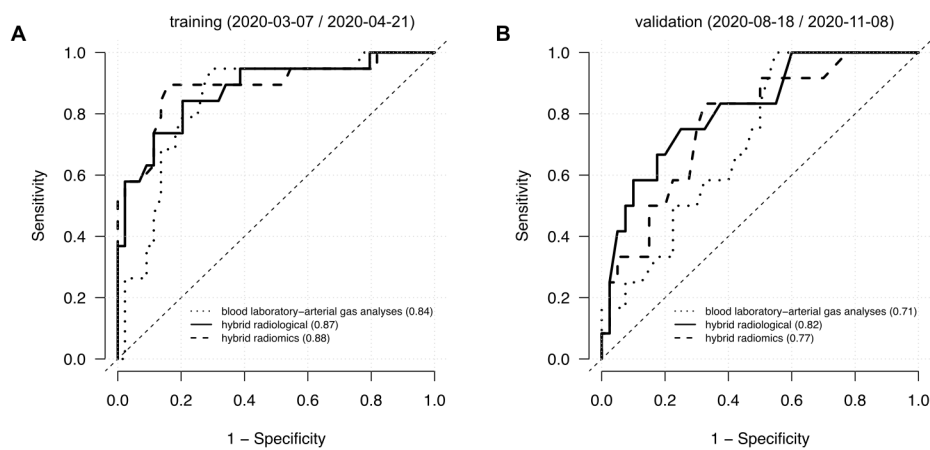 A
training (2020-03-07 / 2020-04-21)
Sensitivity
1.0
0.8
0.6
0.4
0.2
0.0
blood laboratory−arterial gas analyses (0.84)
hybrid radiological (0.87)
hybrid radiomics (0.88)
0.0 0.2 0.4 0.6 0.8 1.0
1 − Specificity
B
validation (2020-08-18 / 2020-11-08)
Sensitivity
1.0
0.8
0.6
0.4
0.2
0.0
blood laboratory−arterial gas analyses (0.71)
hybrid radiological (0.82)
hybrid radiomics (0.77)
0.0 0.2 0.4 0.6 0.8 1.0
1 − Specificity